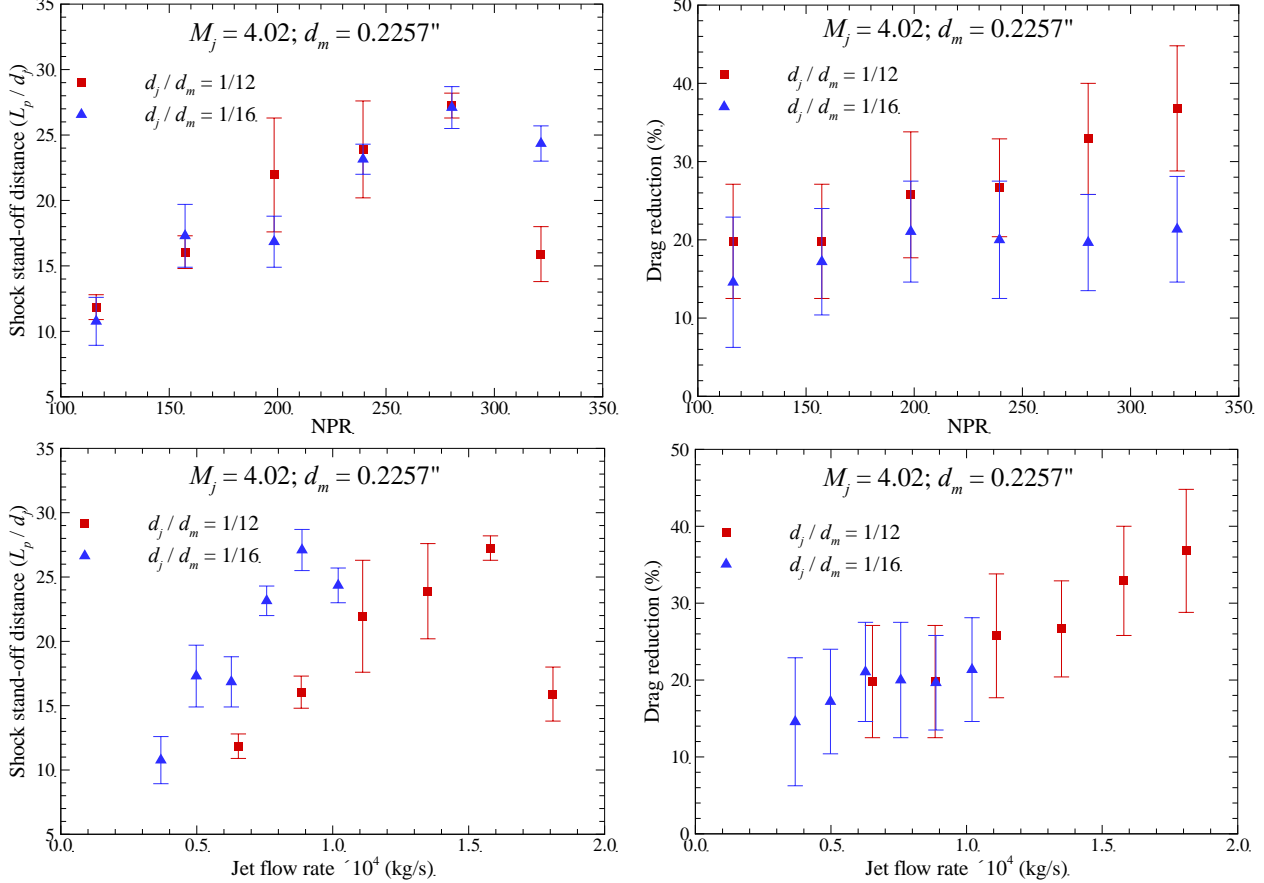 M_j = 4.02; d_m = 0.2257"
d_j / d_m = 1/12
d_j / d_m = 1/16.
Shock stand-off distance (L_p / d_j)
35
30.
25.
20.
15.
10.
5
100.
150.
200.
250.
300.
350.
NPR.
M_j = 4.02; d_m = 0.2257"
d_j / d_m = 1/12
d_j / d_m = 1/16.
Drag reduction (%.)
50
40.
30.
20.
10.
0.
100.
150.
200.
250.
300.
350.
NPR.
M_j = 4.02; d_m = 0.2257"
d_j / d_m = 1/12
d_j / d_m = 1/16.
Shock stand-off distance (L_p / d_j)
35
30.
25.
20.
15.
10.
5
0.0.
0.5.
1.0.
1.5.
2.0.
Jet flow rate ´10⁴ (kg/s).
M_j = 4.02; d_m = 0.2257"
d_j / d_m = 1/12
d_j / d_m = 1/16.
Drag reduction (%.)
50
40.
30.
20.
10.
0.
0.0.
0.5.
1.0.
1.5.
2.0.
Jet flow rate ´10⁴ (kg/s).